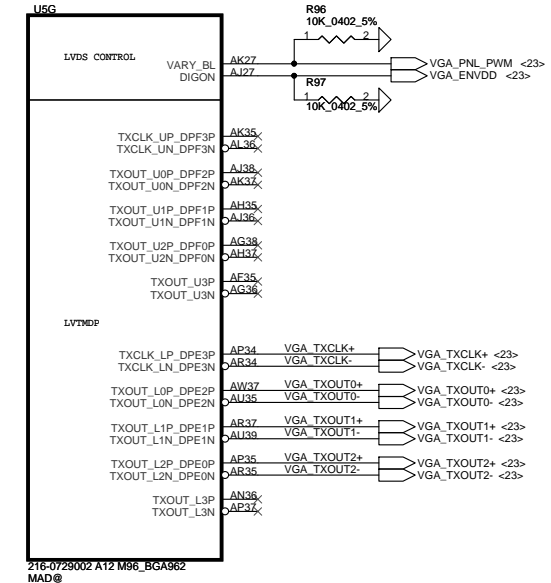 U5G
R96
10K_0402_5%
1 2
LVDS CONTROL
VARY_BL AK27 VGA_PNL_PWM <23>
DIGON AJ27 VGA_ENVDD <23>
R97
1 2
10K_0402_5%
TXCLK_UP_DPF3P AK35
TXCLK_UN_DPF3N AL36
TXOUT_U0P_DPF2P AJ38
TXOUT_U0N_DPF2N AK37
TXOUT_U1P_DPF1P AH35
TXOUT_U1N_DPF1N AJ36
TXOUT_U2P_DPF0P AG38
TXOUT_U2N_DPF0N AH37
TXOUT_U3P AF35
TXOUT_U3N AG36
LVTMDP
TXCLK_LP_DPE3P AP34 VGA_TXCLK+ VGA_TXCLK+ <23>
TXCLK_LN_DPE3N AR34 VGA_TXCLK- VGA_TXCLK- <23>
TXOUT_L0P_DPE2P AW37 VGA_TXOUT0+ VGA_TXOUT0+ <23>
TXOUT_L0N_DPE2N AU35 VGA_TXOUT0- VGA_TXOUT0- <23>
TXOUT_L1P_DPE1P AR37 VGA_TXOUT1+ VGA_TXOUT1+ <23>
TXOUT_L1N_DPE1N AU39 VGA_TXOUT1- VGA_TXOUT1- <23>
TXOUT_L2P_DPE0P AP35 VGA_TXOUT2+ VGA_TXOUT2+ <23>
TXOUT_L2N_DPE0N AR35 VGA_TXOUT2- VGA_TXOUT2- <23>
TXOUT_L3P AN36
TXOUT_L3N AP37
216-0729002 A12 M96_BGA962
MAD@